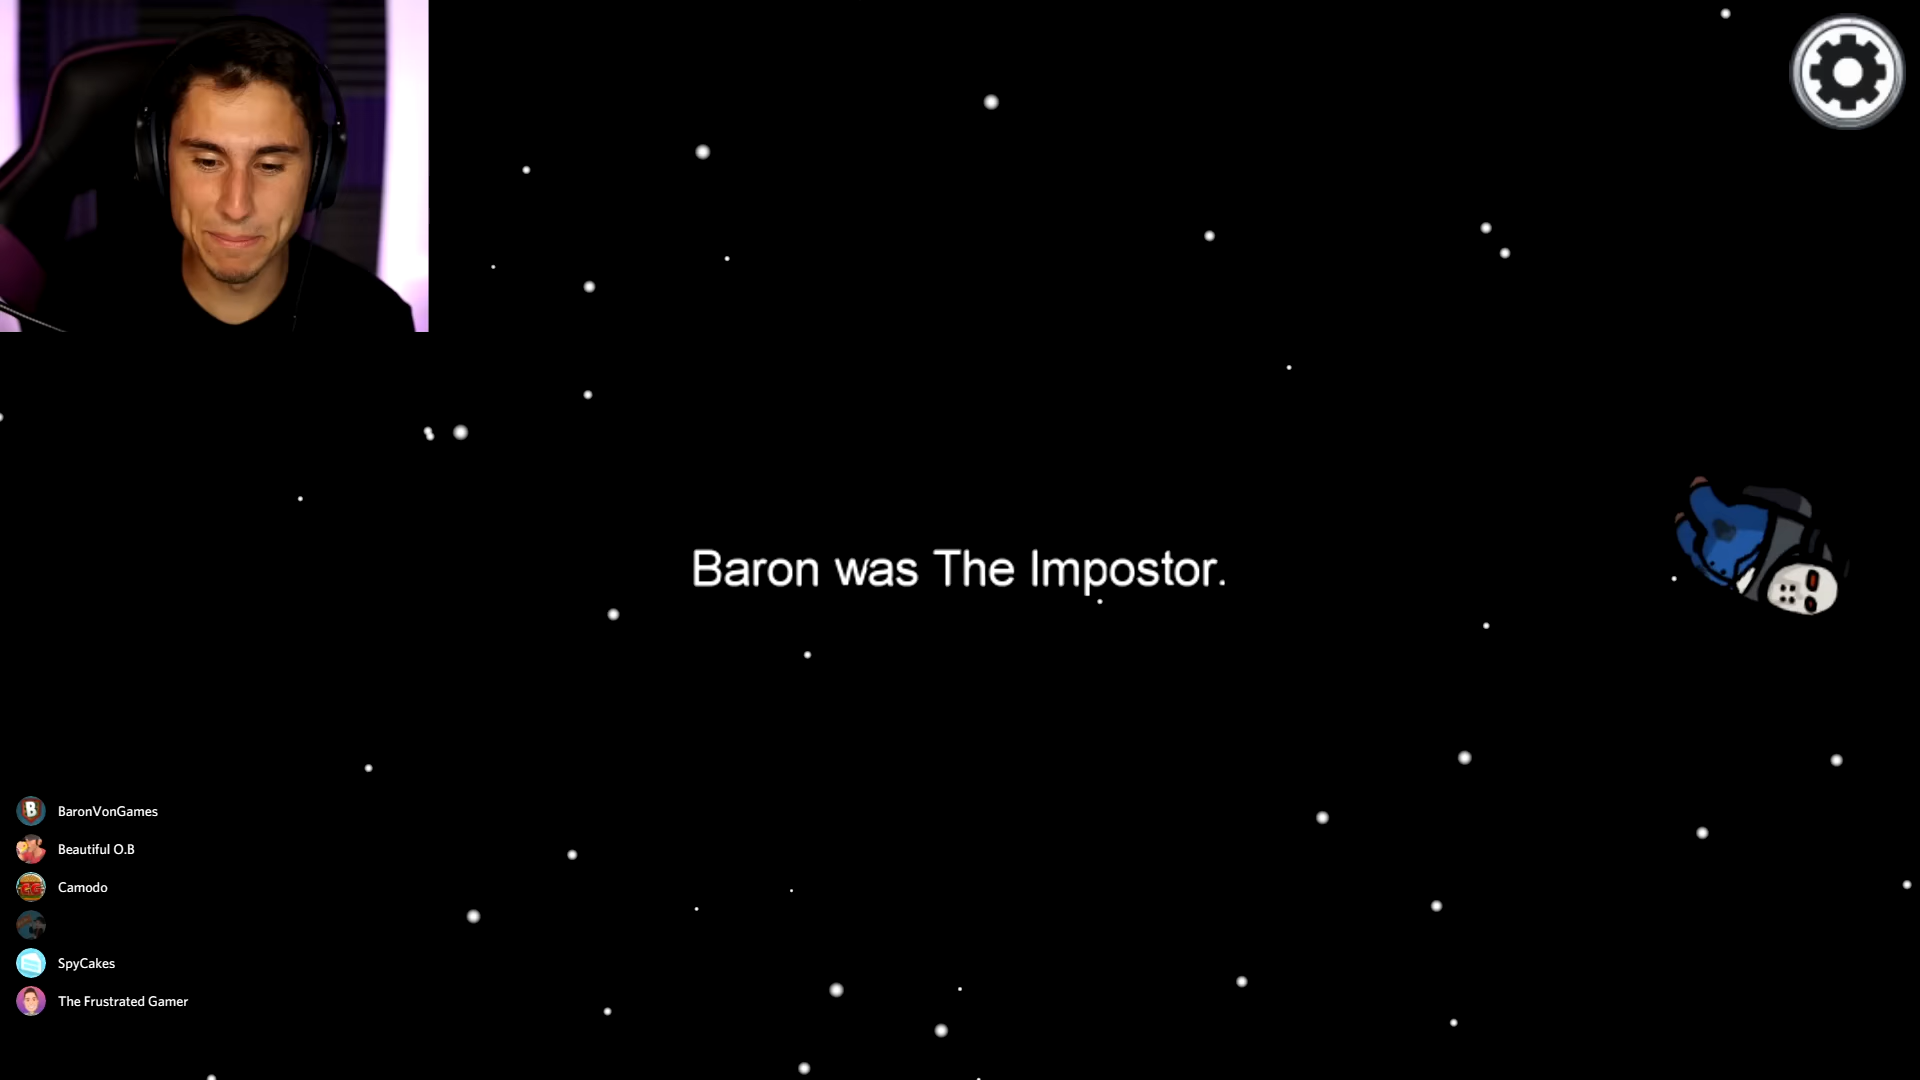 Baron was The Impostor.
BaronVonGames
Beautiful O.B
Camodo
SpyCakes
The Frustrated Gamer